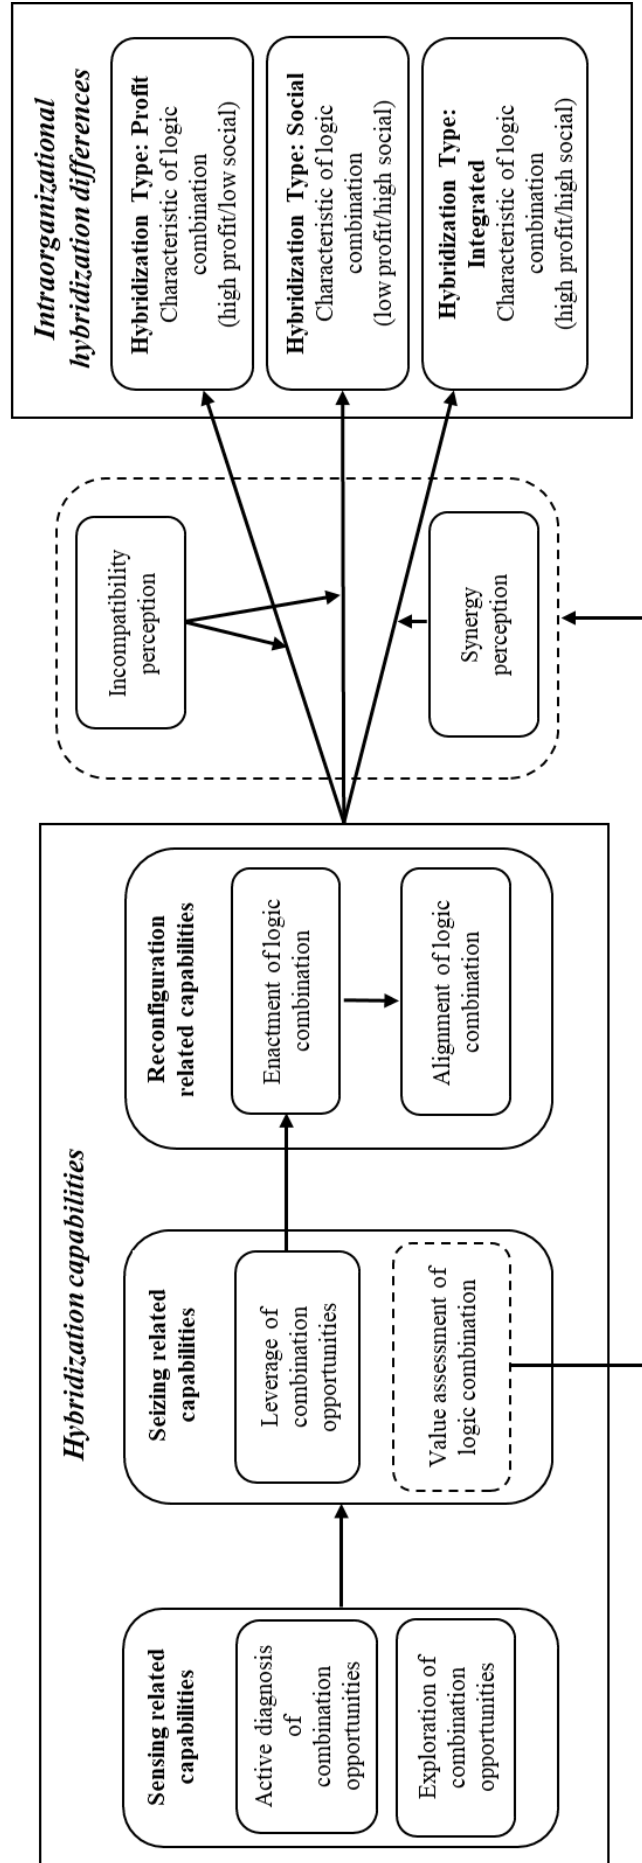 Hybridization capabilities
Sensing related
capabilities
Active diagnosis
of
combination
opportunities
Exploration of
combination
opportunities
Seizing related
capabilities
Leverage of
combination
opportunities
Value assessment of
logic combination
Reconfiguration
related capabilities
Enactment of logic
combination
Alignment of logic
combination
Incompatibility
perception
Synergy
perception
Intraorganizational
hybridization differences
Hybridization Type: Profit
Characteristic of logic
combination
(high profit/low social)
Hybridization Type: Social
Characteristic of logic
combination
(low profit/high social)
Hybridization Type:
Integrated
Characteristic of logic
combination
(high profit/high social)